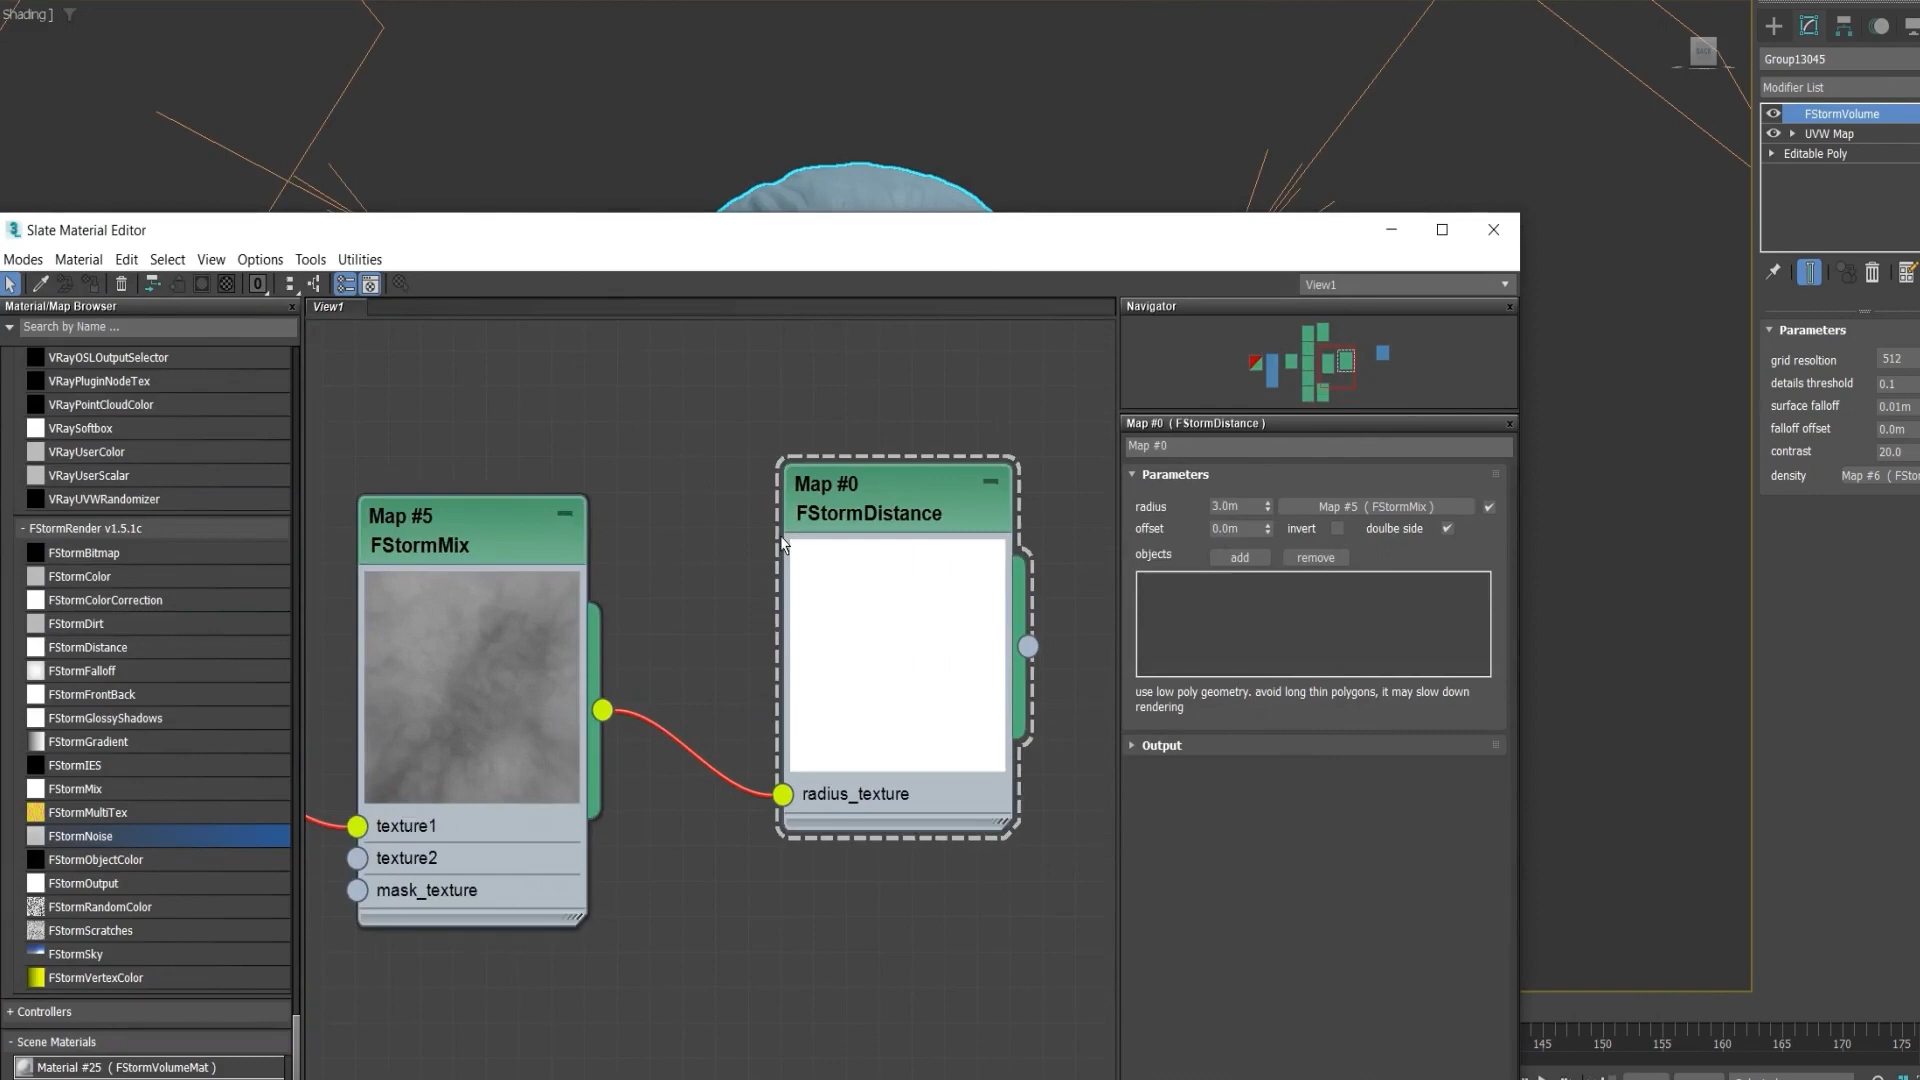 Shading ]
BACK
Group13045
Modifier List
FStormVolume
UVW Map
Editable Poly
Parameters
grid resoltion 512
details threshold 0.1
surface falloff 0.01m
falloff offset 0.0m
contrast 20.0
density Map #6 ( FSto
3 Slate Material Editor
Modes Material Edit Select View Options Tools Utilities
0
View1
Material/Map Browser x
Search by Name ...
VRayOSLOutputSelector
VRayPluginNodeTex
VRayPointCloudColor
VRaySoftbox
VRayUserColor
VRayUserScalar
VRayUVWRandomizer
- FStormRender v1.5.1c
FStormBitmap
FStormColor
FStormColorCorrection
FStormDirt
FStormDistance
FStormFalloff
FStormFrontBack
FStormGlossyShadows
FStormGradient
FStormIES
FStormMix
FStormMultiTex
FStormNoise
FStormObjectColor
FStormOutput
FStormRandomColor
FStormScratches
FStormSky
FStormVertexColor
+ Controllers
- Scene Materials
Material #25 ( FStormVolumeMat )
View1
Map #5
FStormMix
texture1
texture2
mask_texture
Map #0
FStormDistance
radius_texture
Navigator x
Map #0 ( FStormDistance ) x
Map #0
Parameters
radius 3.0m Map #5 ( FStormMix )
offset 0.0m invert doulbe side
objects add remove
use low poly geometry. avoid long thin polygons, it may slow down
rendering
Output
145 150 155 160 165 170 175